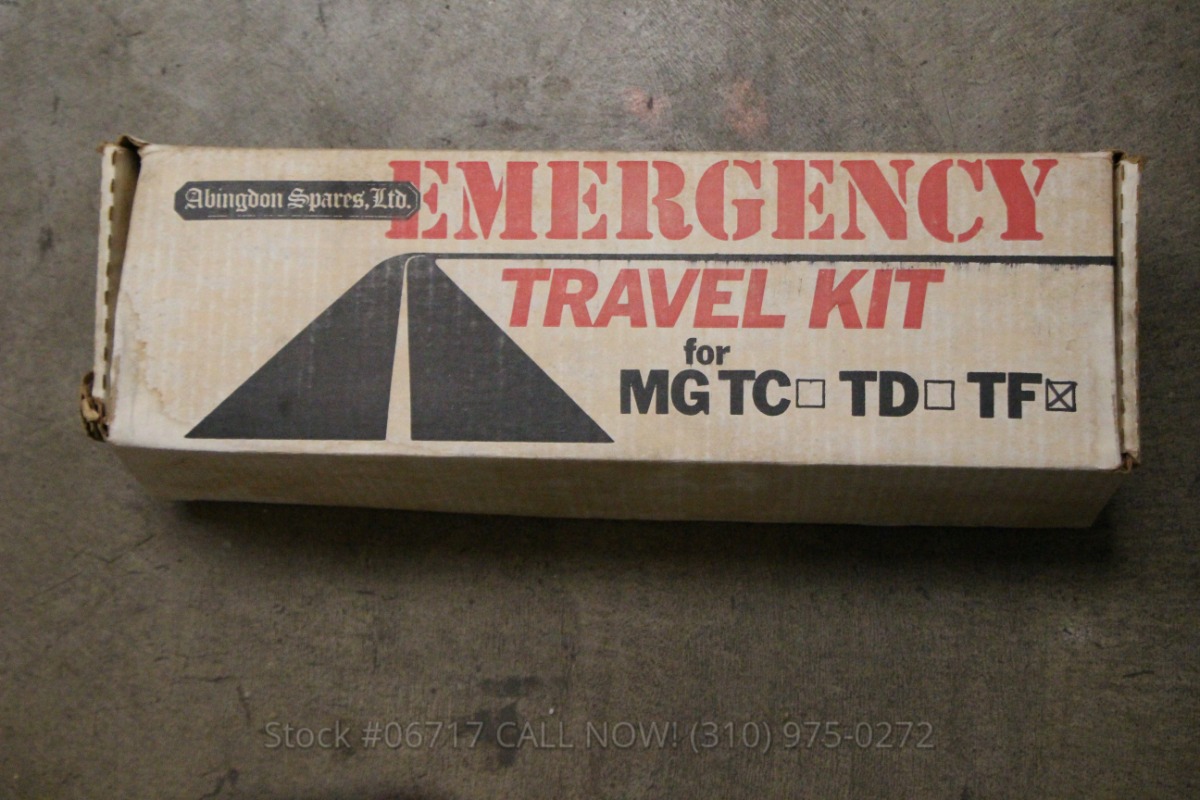 Abingdon Spares, Ltd.
EMERGENCY
TRAVEL KIT
for
MG TC☐ TD☐ TF☒
Stock #06717 CALL NOW! (310) 975-0272